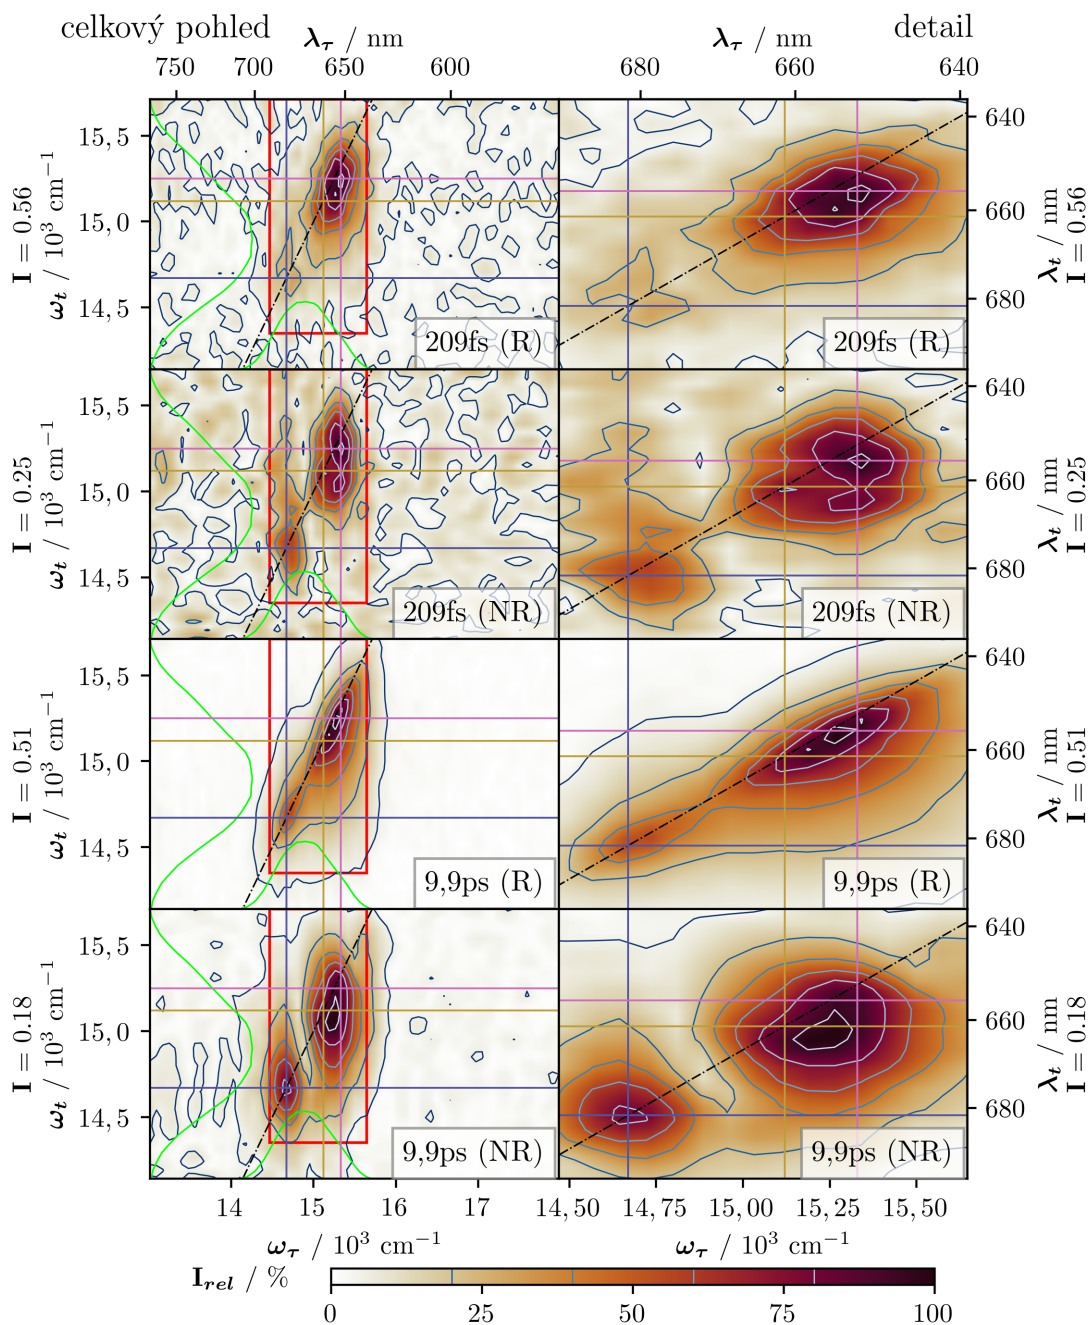 celkový pohled
detail
λτ / nm
λτ / nm
750 700 650 600
680 660 640
15,5
15,0
14,5
I = 0.56
ωt / 10³ cm⁻¹
209fs (R)
209fs (R)
640
660
680
λt / nm
I = 0.56
15,5
15,0
14,5
I = 0.25
ωt / 10³ cm⁻¹
209fs (NR)
209fs (NR)
640
660
680
λt / nm
I = 0.25
15,5
15,0
14,5
I = 0.51
ωt / 10³ cm⁻¹
9,9ps (R)
9,9ps (R)
640
660
680
λt / nm
I = 0.51
15,5
15,0
14,5
I = 0.18
ωt / 10³ cm⁻¹
9,9ps (NR)
9,9ps (NR)
640
660
680
λt / nm
I = 0.18
14 15 16 17
14,50 14,75 15,00 15,25 15,50
ωτ / 10³ cm⁻¹
ωτ / 10³ cm⁻¹
Irel / %
0 25 50 75 100